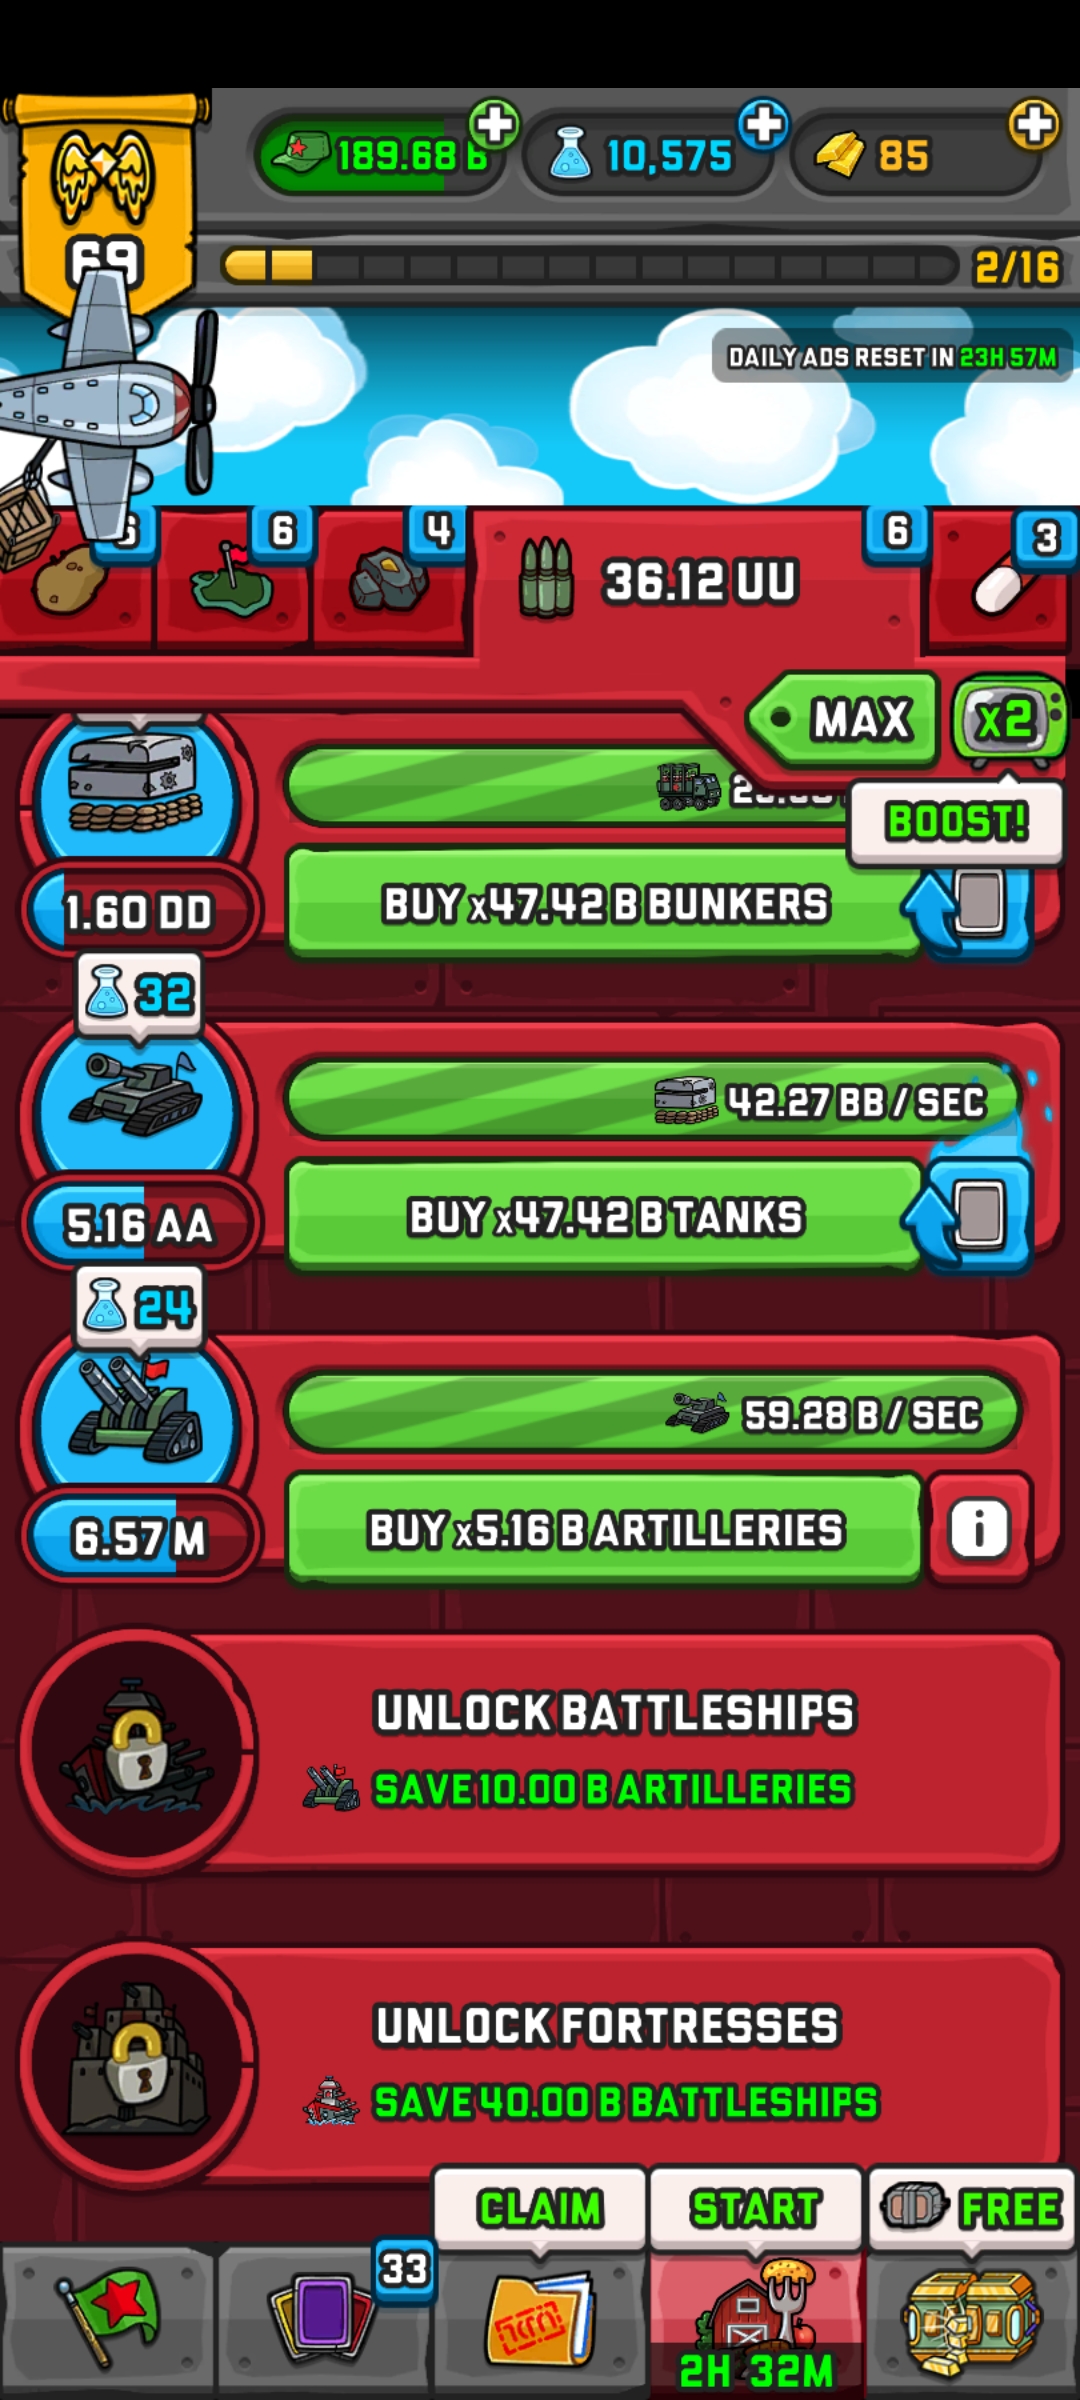 189.68 B
10,575
85
69
2/16
DAILY ADS RESET IN 23H 57M
6
4
36.12 UU
6
3
MAX
x2
BOOST!
BUY x47.42 B BUNKERS
1.60 DD
32
42.27 BB / SEC
BUY x47.42 B TANKS
5.16 AA
24
59.28 B / SEC
BUY x5.16 B ARTILLERIES
i
6.57 M
UNLOCK BATTLESHIPS
SAVE 10.00 B ARTILLERIES
UNLOCK FORTRESSES
SAVE 40.00 B BATTLESHIPS
CLAIM
START
FREE
33
2H 32M